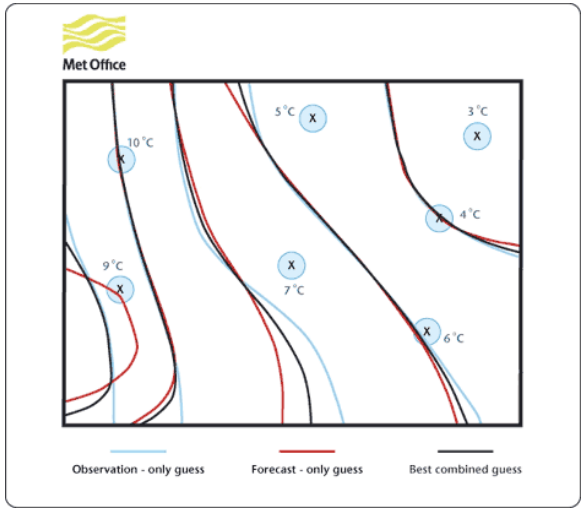 Met Office
5°C
X
3°C
X
10°C
X
X
4°C
9°C
X
X
7°C
X
6°C
Observation - only guess
Forecast - only guess
Best combined guess